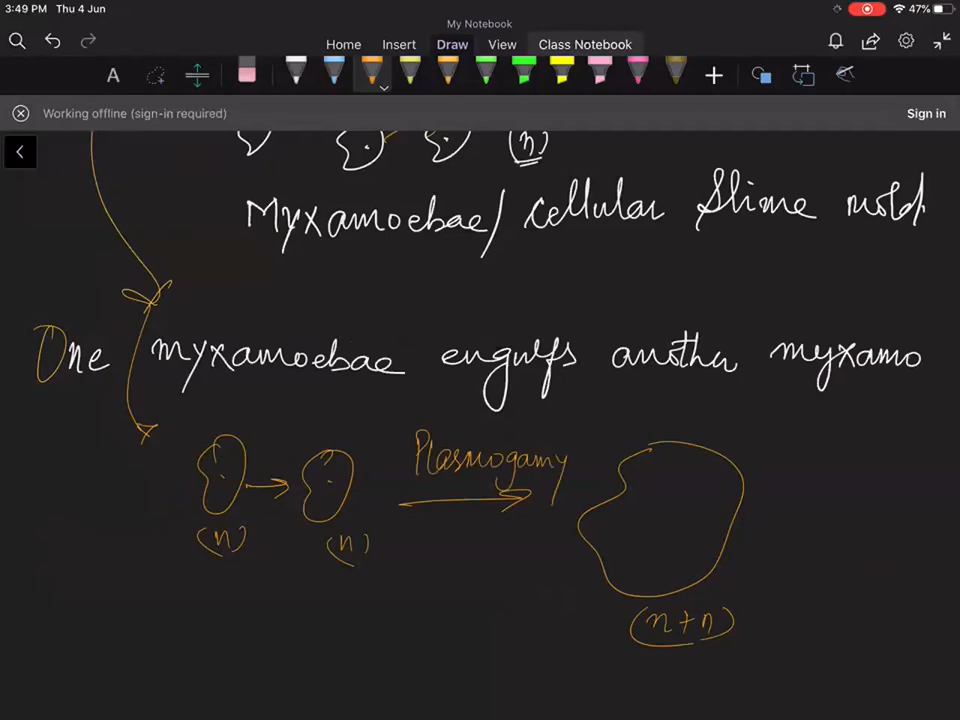 3:49 PM Thu 4 Jun
47%
My Notebook
Home Insert Draw View Class Notebook
A
Working offline (sign-in required) Sign in
(n)
Myxamoebae/ cellular Slime mold
One myxamoebae engulfs another myxamo
Plasmogamy
(n) (n)
(n+n)